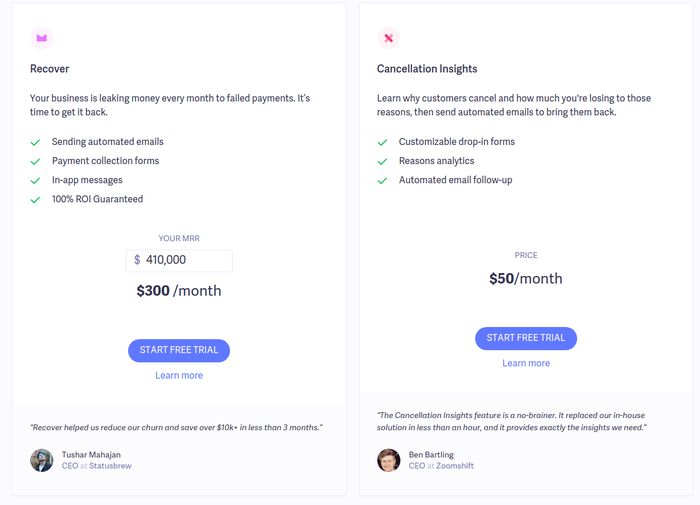 Recover
Your business is leaking money every month to failed payments. It's
time to get it back.
Sending automated emails
Payment collection forms
In-app messages
100% ROI Guaranteed
YOUR MRR
$ 410,000
$300 /month
START FREE TRIAL
Learn more
"Recover helped us reduce our churn and save over $10k+ in less than 3 months."
Tushar Mahajan
CEO at Statusbrew
Cancellation Insights
Learn why customers cancel and how much you're losing to those
reasons, then send automated emails to bring them back.
Customizable drop-in forms
Reasons analytics
Automated email follow-up
PRICE
$50/month
START FREE TRIAL
Learn more
"The Cancellation Insights feature is a no-brainer. It replaced our in-house
solution in less than an hour, and it provides exactly the insights we need."
Ben Bartling
CEO at Zoomshift